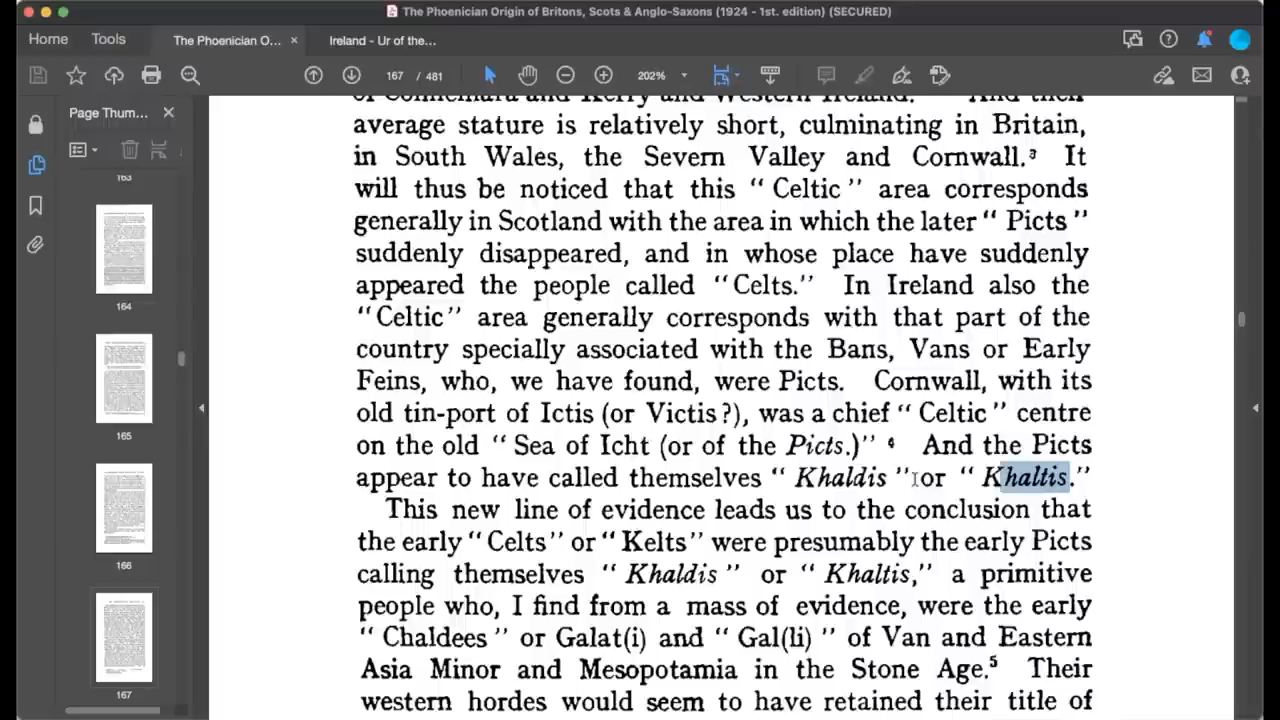 The Phoenician Origin of Britons, Scots & Anglo-Saxons (1924 - 1st. edition) (SECURED)
Home Tools The Phoenician O... × Ireland - Ur of the...
167 / 481 202%
Page Thum...
163
164
165
166
167
of Connemara and Kerry and Western Ireland. And their
average stature is relatively short, culminating in Britain,
in South Wales, the Severn Valley and Cornwall.³ It
will thus be noticed that this “ Celtic ” area corresponds
generally in Scotland with the area in which the later “ Picts ”
suddenly disappeared, and in whose place have suddenly
appeared the people called “Celts.” In Ireland also the
“Celtic” area generally corresponds with that part of the
country specially associated with the Bans, Vans or Early
Feins, who, we have found, were Picts. Cornwall, with its
old tin-port of Ictis (or Victis?), was a chief “ Celtic ” centre
on the old “ Sea of Icht (or of the Picts.)” ⁴ And the Picts
appear to have called themselves “ Khaldis ” or “ Khaltis.”
This new line of evidence leads us to the conclusion that
the early “ Celts ” or “ Kelts ” were presumably the early Picts
calling themselves “ Khaldis ” or “ Khaltis,” a primitive
people who, I find from a mass of evidence, were the early
“ Chaldees ” or Galat(i) and “ Gal(li) ” of Van and Eastern
Asia Minor and Mesopotamia in the Stone Age.⁵ Their
western hordes would seem to have retained their title of